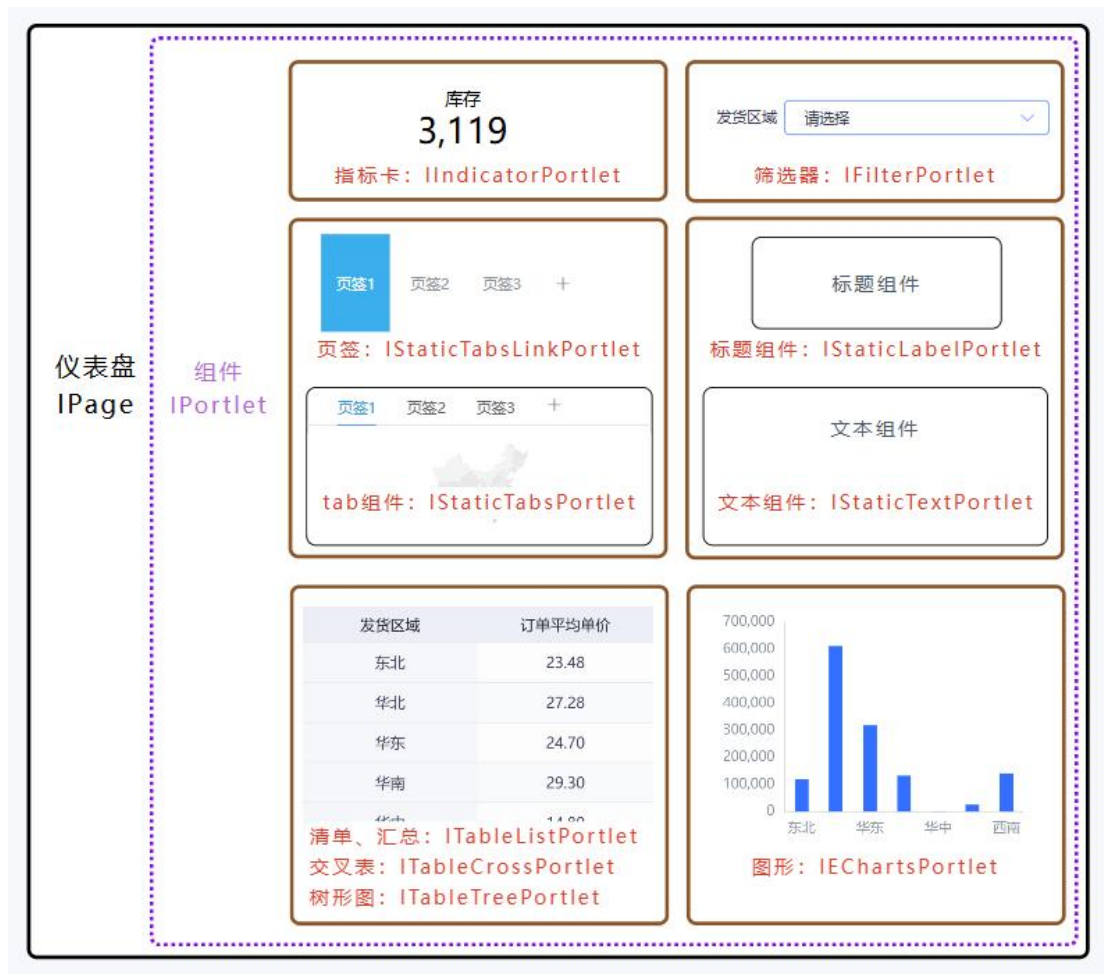 仪表盘
IPage
组件
IPortlet
库存
3,119
指标卡：IIndicatorPortlet
发货区域 请选择
筛选器：IFilterPortlet
页签1 页签2 页签3 +
页签：IStaticTabsLinkPortlet
页签1 页签2 页签3 +
tab组件：IStaticTabsPortlet
标题组件
标题组件：IStaticLabelPortlet
文本组件
文本组件：IStaticTextPortlet
发货区域 订单平均单价
东北 23.48
华北 27.28
华东 24.70
华南 29.30
华中 14.80
清单、汇总：ITableListPortlet
交叉表：ITableCrossPortlet
树形图：ITableTreePortlet
700,000
600,000
500,000
400,000
300,000
200,000
100,000
0
东北 华东 华中 西南
图形：IEChartsPortlet